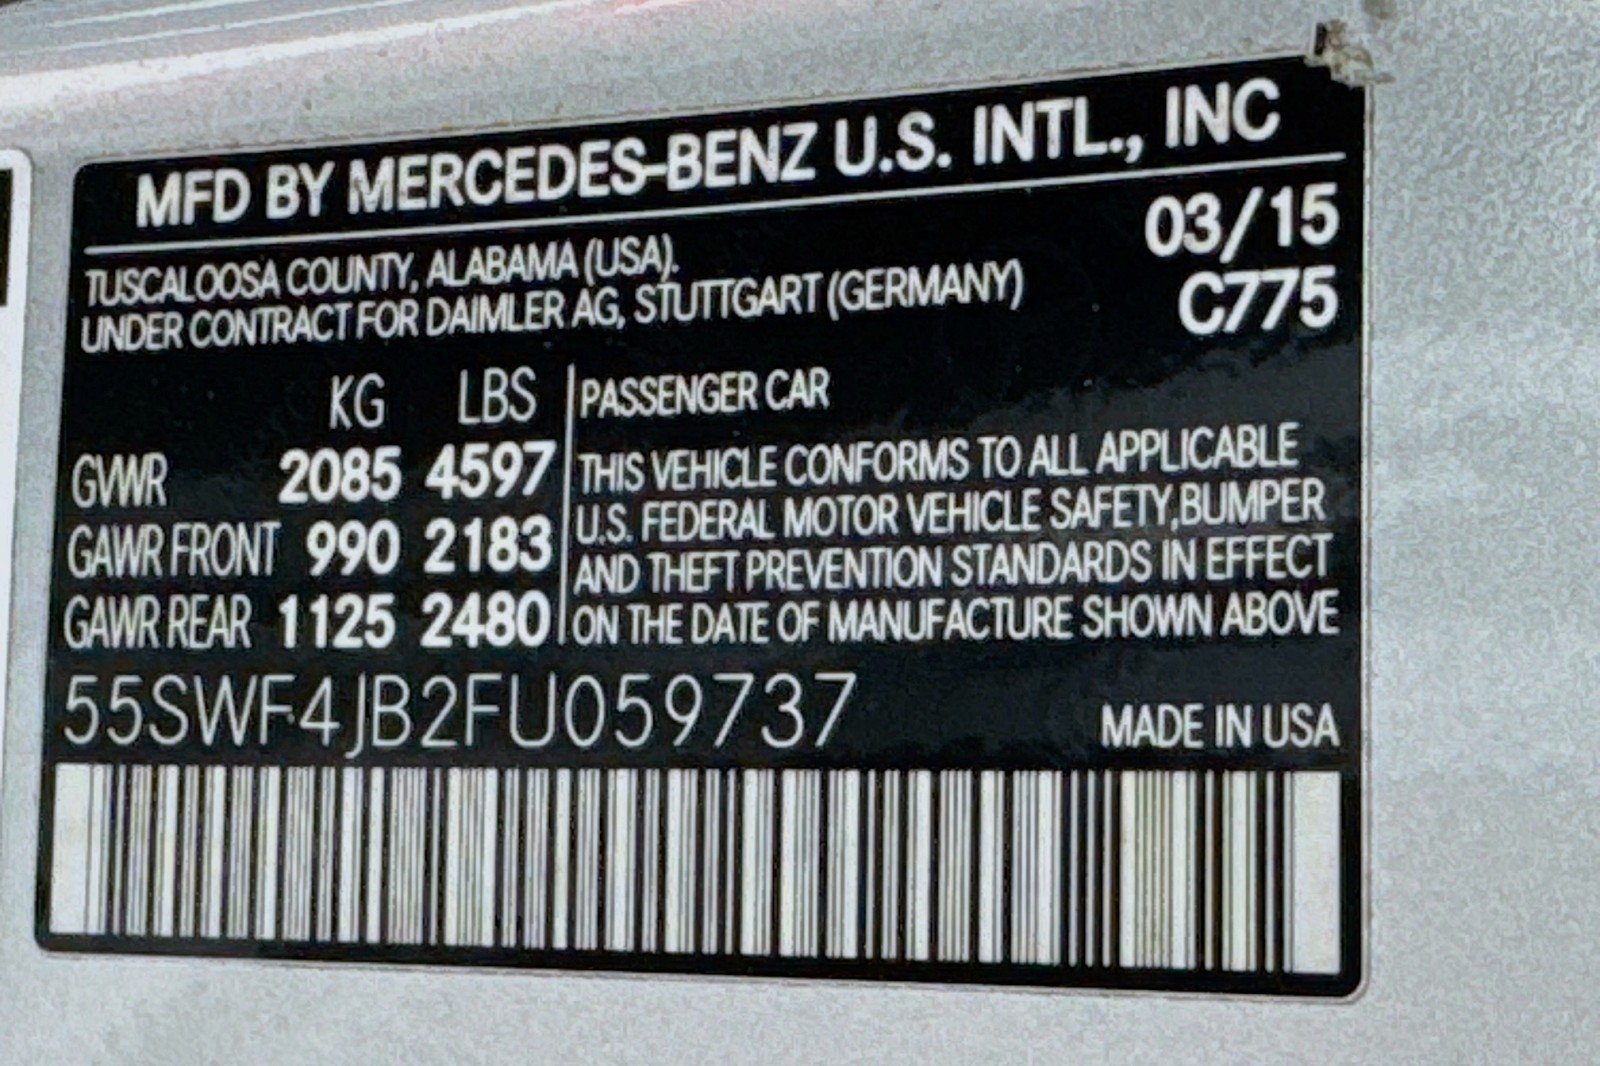 MFD BY MERCEDES-BENZ U.S. INTL., INC
03/15
TUSCALOOSA COUNTY, ALABAMA (USA).
UNDER CONTRACT FOR DAIMLER AG, STUTTGART (GERMANY)
C775
KG LBS
GVWR 2085 4597
GAWR FRONT 990 2183
GAWR REAR 1125 2480
PASSENGER CAR
THIS VEHICLE CONFORMS TO ALL APPLICABLE
U.S. FEDERAL MOTOR VEHICLE SAFETY,BUMPER
AND THEFT PREVENTION STANDARDS IN EFFECT
ON THE DATE OF MANUFACTURE SHOWN ABOVE
55SWF4JB2FU059737
MADE IN USA